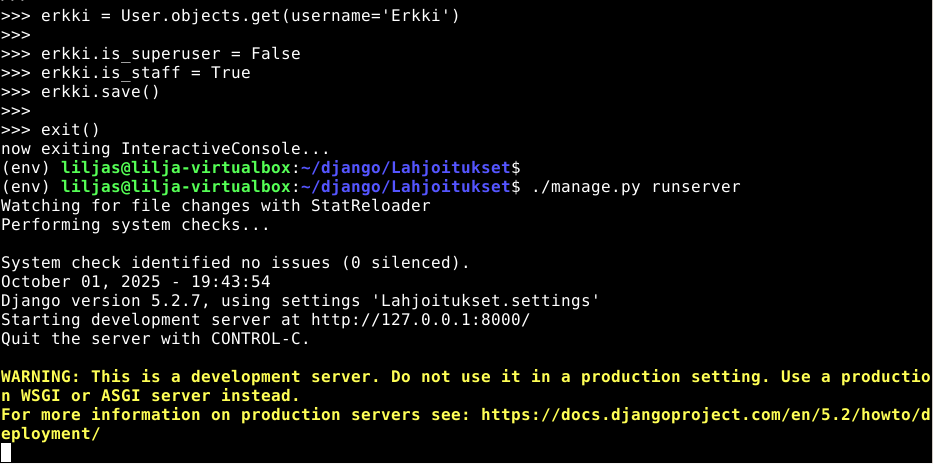 >>> erkki = User.objects.get(username='Erkki')
>>>
>>> erkki.is_superuser = False
>>> erkki.is_staff = True
>>> erkki.save()
>>>
>>> exit()
now exiting InteractiveConsole...
(env) liljas@lilja-virtualbox:~/django/Lahjoitukset$
(env) liljas@lilja-virtualbox:~/django/Lahjoitukset$ ./manage.py runserver
Watching for file changes with StatReloader
Performing system checks...
System check identified no issues (0 silenced).
October 01, 2025 - 19:43:54
Django version 5.2.7, using settings 'Lahjoitukset.settings'
Starting development server at http://127.0.0.1:8000/
Quit the server with CONTROL-C.
WARNING: This is a development server. Do not use it in a production setting. Use a productio
n WSGI or ASGI server instead.
For more information on production servers see: https://docs.djangoproject.com/en/5.2/howto/d
eployment/